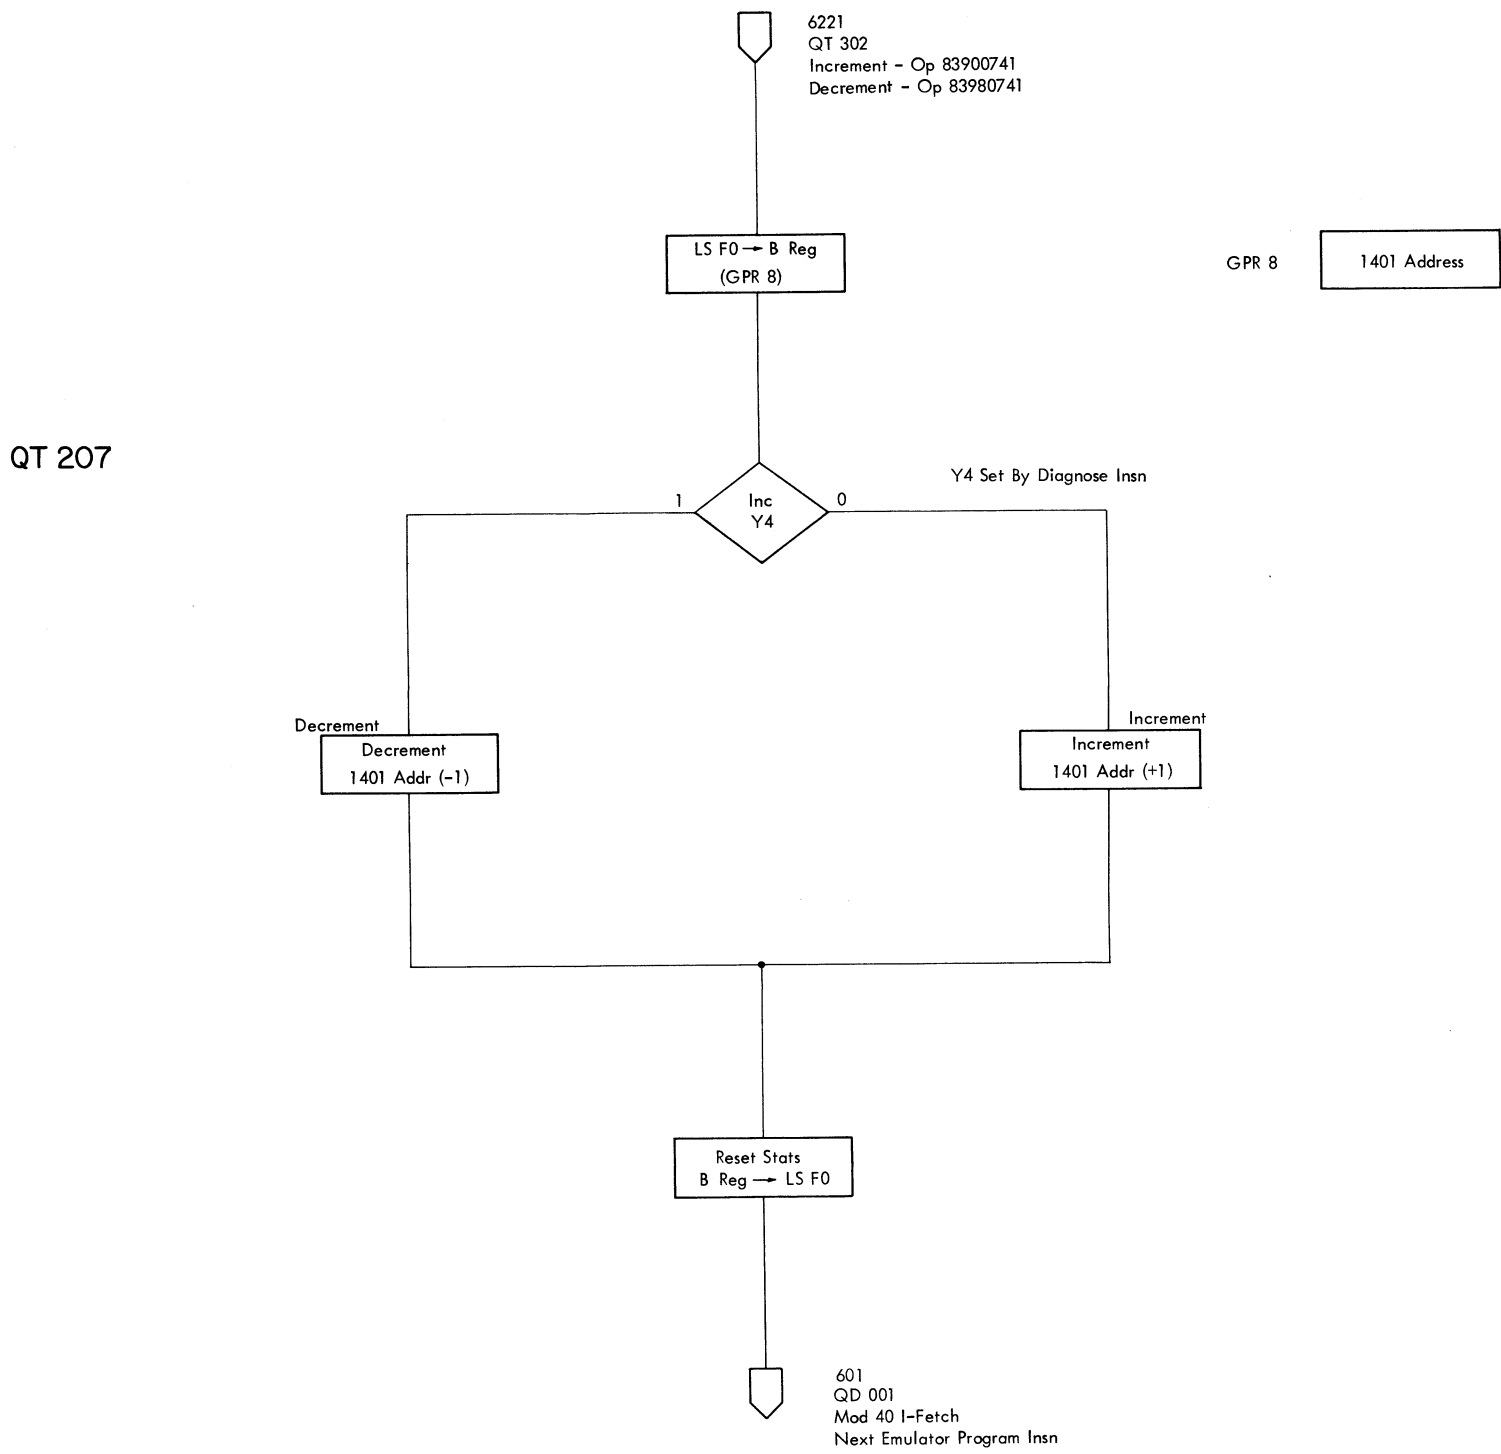 6221
QT 302
Increment - Op 83900741
Decrement - Op 83980741
LS F0 → B Reg
(GPR 8)
GPR 8
1401 Address
QT 207
Y4 Set By Diagnose Insn
1
Inc
Y4
0
Decrement
Decrement
1401 Addr (-1)
Increment
Increment
1401 Addr (+1)
Reset Stats
B Reg → LS F0
601
QD 001
Mod 40 I-Fetch
Next Emulator Program Insn